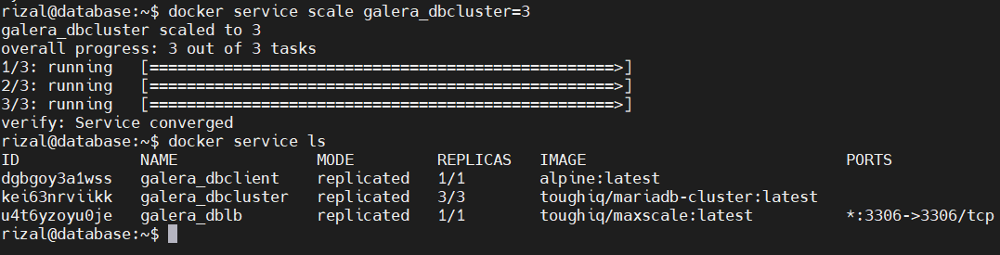 rizal@database:~$ docker service scale galera_dbcluster=3
galera_dbcluster scaled to 3
overall progress: 3 out of 3 tasks
1/3: running   [==================================================>]
2/3: running   [==================================================>]
3/3: running   [==================================================>]
verify: Service converged
rizal@database:~$ docker service ls
ID             NAME               MODE         REPLICAS   IMAGE                            PORTS
dgbgoy3a1wss   galera_dbclient    replicated   1/1        alpine:latest
kei63nrviikk   galera_dbcluster   replicated   3/3        toughiq/mariadb-cluster:latest
u4t6yzoyu0je   galera_dblb        replicated   1/1        toughiq/maxscale:latest          *:3306->3306/tcp
rizal@database:~$